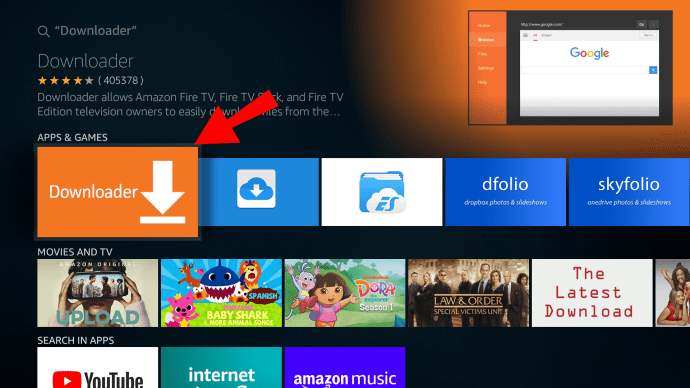 "Downloader"
Downloader
(405378)
Downloader allows Amazon Fire TV, Fire TV Stick, and Fire TV
Edition television owners to easily download files from the...
Home
Browser
Files
Settings
Help
http://www.google.com/
Go
All
Images
Google
APPS & GAMES
Downloader
ES
dfolio
dropbox photos & slideshows
skyfolio
onedrive photos & slideshows
MOVIES AND TV
AMAZON ORIGINAL
UPLOAD
SPANISH
BABY SHARK
& MORE ANIMAL SONGS
DORA
the explorer
Season 1
LAW & ORDER
SPECIAL VICTIMS UNIT
The
Latest
Download
SEARCH IN APPS
YouTube
internet
amazon music